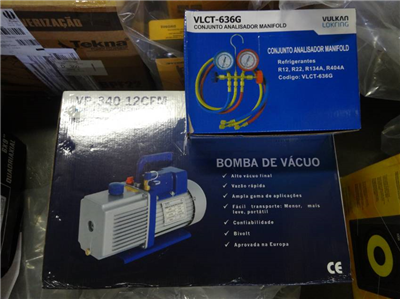 VLCT-636G
CONJUNTO ANALISADOR MANIFOLD
VULKAN
LOKRING
CONJUNTO ANALISADOR MANIFOLD
Refrigerantes
R12, R22, R134A, R404A
Codigo: VLCT-636G
Tekna
VP-340 12CFM
BOMBA DE VÁCUO
✓ Alto vácuo final
✓ Vazão rápida
✓ Ampla gama de aplicações
✓ Fácil transporte: Menor, mais
leve, portátil
✓ Confiabilidade
✓ Bivolt
✓ Aprovada na Europa
CE